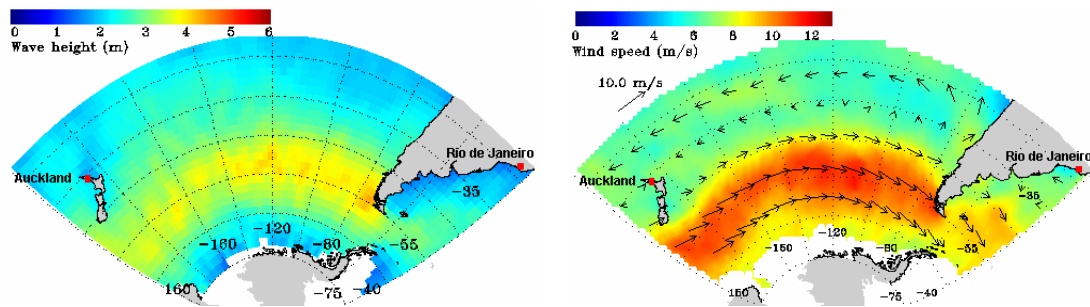 0 1 2 3 4 5 6
Wave height (m)
Rio de Janeiro
Auckland
−35
−160
−120
−80
−55
160
−75
−40
0 2 4 6 8 10 12
Wind speed (m/s)
10.0 m/s
Rio de Janeiro
Auckland
−35
−120
−160
−80
−55
160
−75
−40